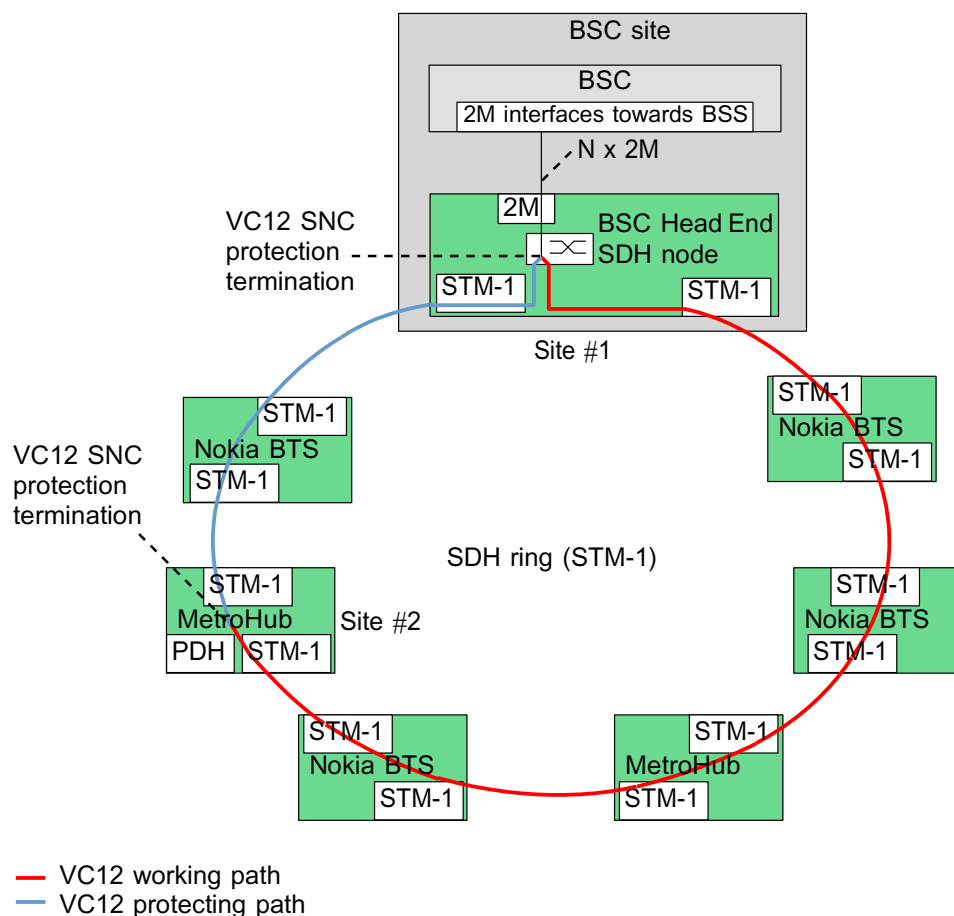 BSC site
BSC
2M interfaces towards BSS
N x 2M
2M
VC12 SNC
protection
termination
BSC Head End
SDH node
STM-1
STM-1
Site #1
STM-1
Nokia BTS
STM-1
STM-1
Nokia BTS
STM-1
VC12 SNC
protection
termination
SDH ring (STM-1)
STM-1
MetroHub
PDH
STM-1
Site #2
STM-1
Nokia BTS
STM-1
STM-1
Nokia BTS
STM-1
STM-1
MetroHub
STM-1
VC12 working path
VC12 protecting path